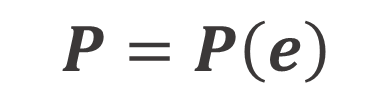 P = P(e)